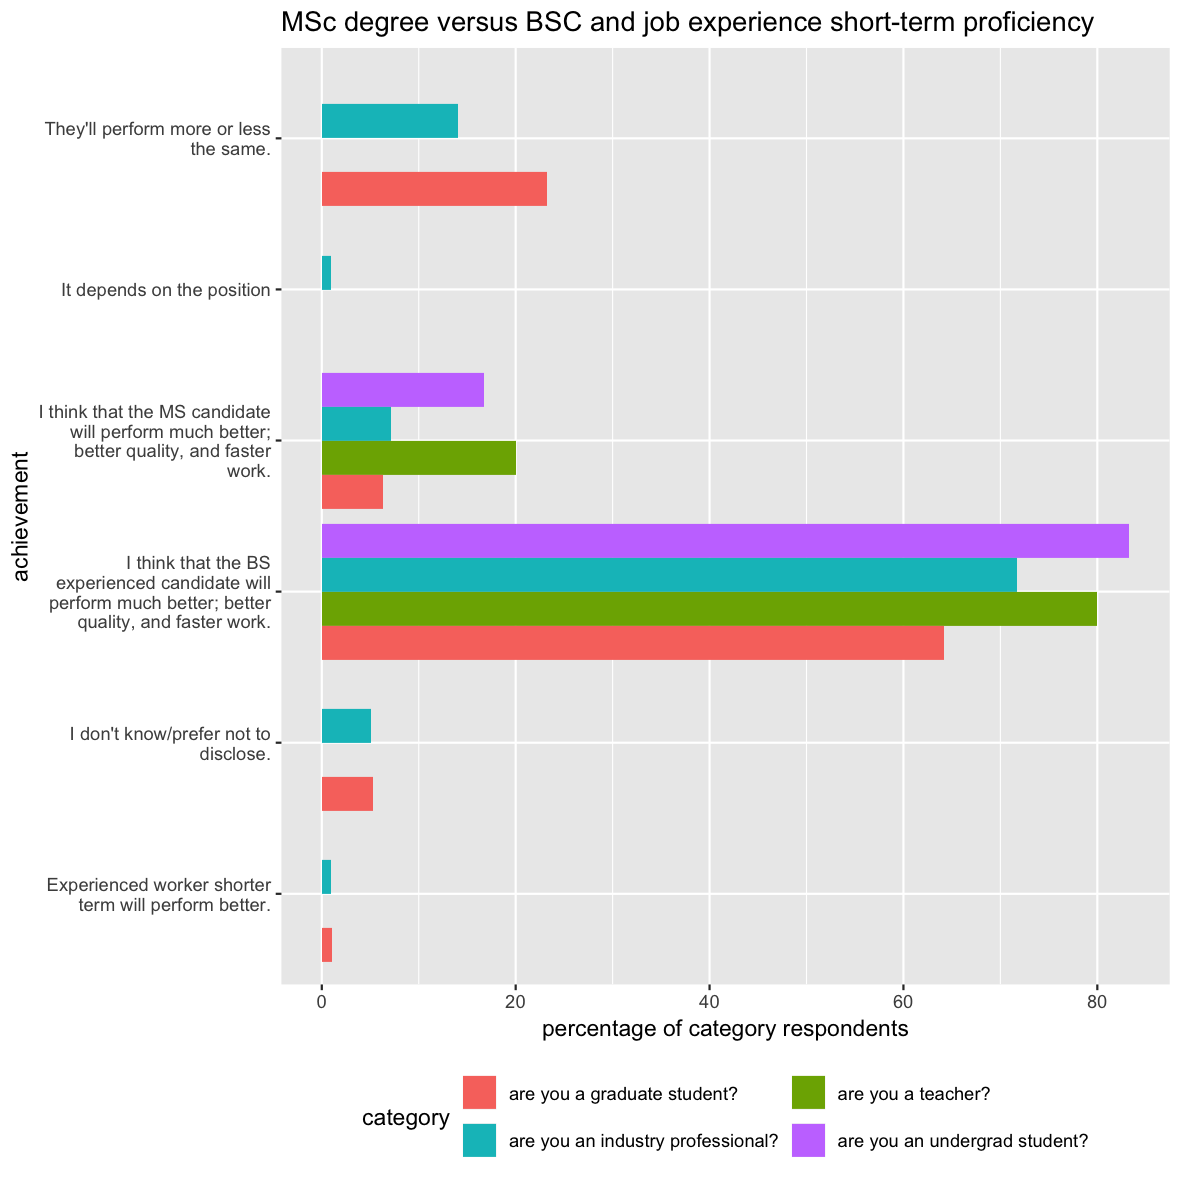 MSc degree versus BSC and job experience short-term proficiency
They'll perform more or less
the same.
It depends on the position
I think that the MS candidate
will perform much better;
better quality, and faster
work.
I think that the BS
experienced candidate will
perform much better; better
quality, and faster work.
I don't know/prefer not to
disclose.
Experienced worker shorter
term will perform better.
achievement
0 20 40 60 80
percentage of category respondents
category
are you a graduate student?
are you a teacher?
are you an industry professional?
are you an undergrad student?